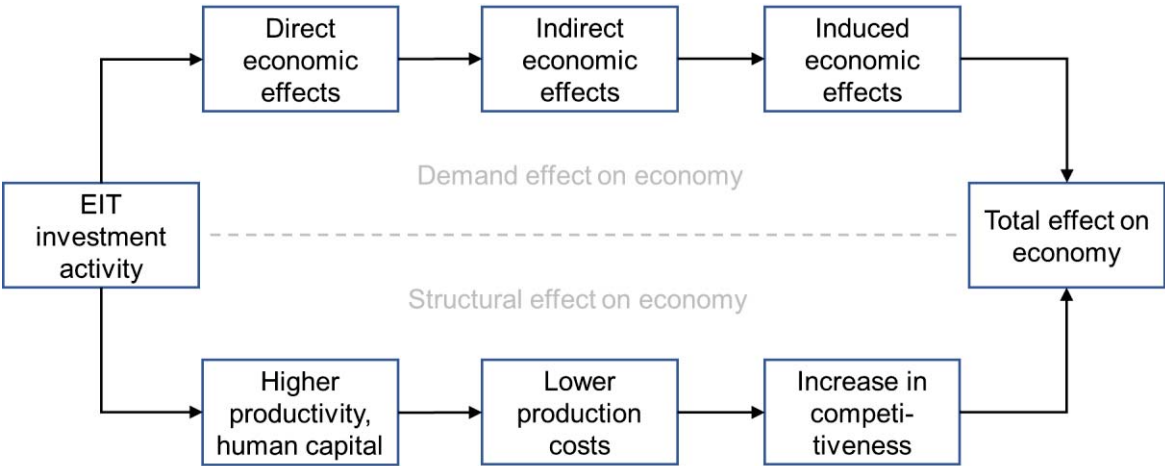 Direct
economic
effects
Indirect
economic
effects
Induced
economic
effects
Demand effect on economy
EIT
investment
activity
Total effect on
economy
Structural effect on economy
Higher
productivity,
human capital
Lower
production
costs
Increase in
competi-
tiveness